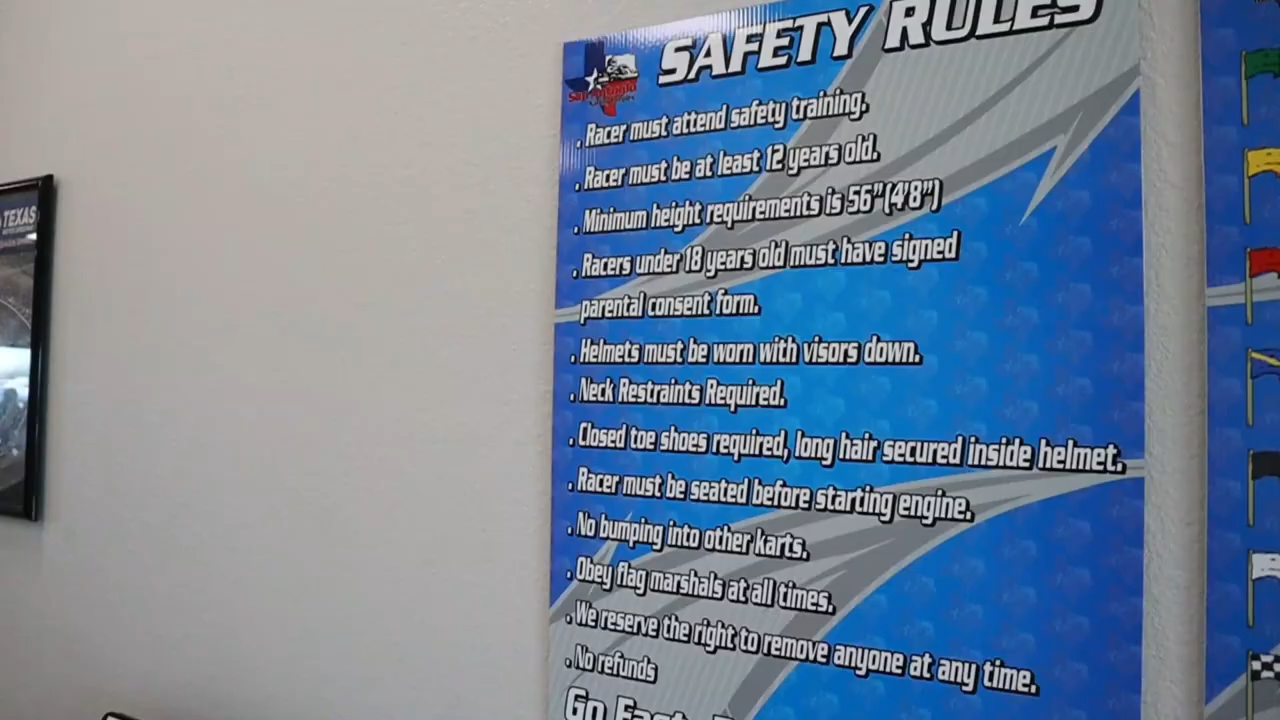 SAFETY RULES
San Antonio
. Racer must attend safety training.
. Racer must be at least 12 years old.
. Minimum height requirements is 56"(4'8")
. Racers under 18 years old must have signed
parental consent form.
. Helmets must be worn with visors down.
. Neck Restraints Required.
. Closed toe shoes required, long hair secured inside helmet.
. Racer must be seated before starting engine.
. No bumping into other karts.
. Obey flag marshals at all times.
. We reserve the right to remove anyone at any time.
. No refunds
Go Fast
TEXAS